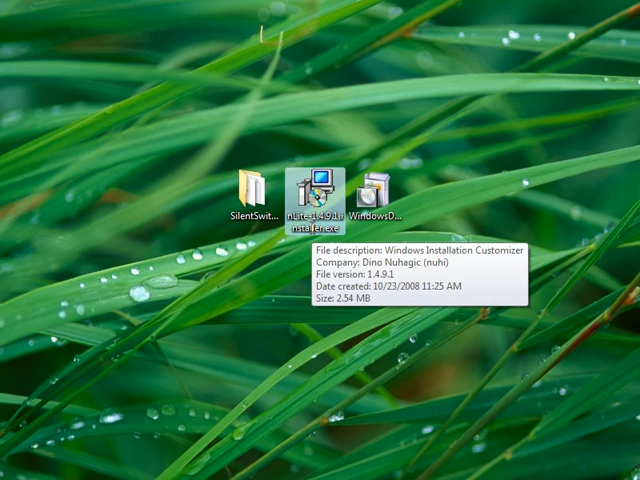 SilentSwit...
nLite-1.4.9.1.i
nstaller.exe
WindowsD...
File description: Windows Installation Customizer
Company: Dino Nuhagic (nuhi)
File version: 1.4.9.1
Date created: 10/23/2008 11:25 AM
Size: 2.54 MB